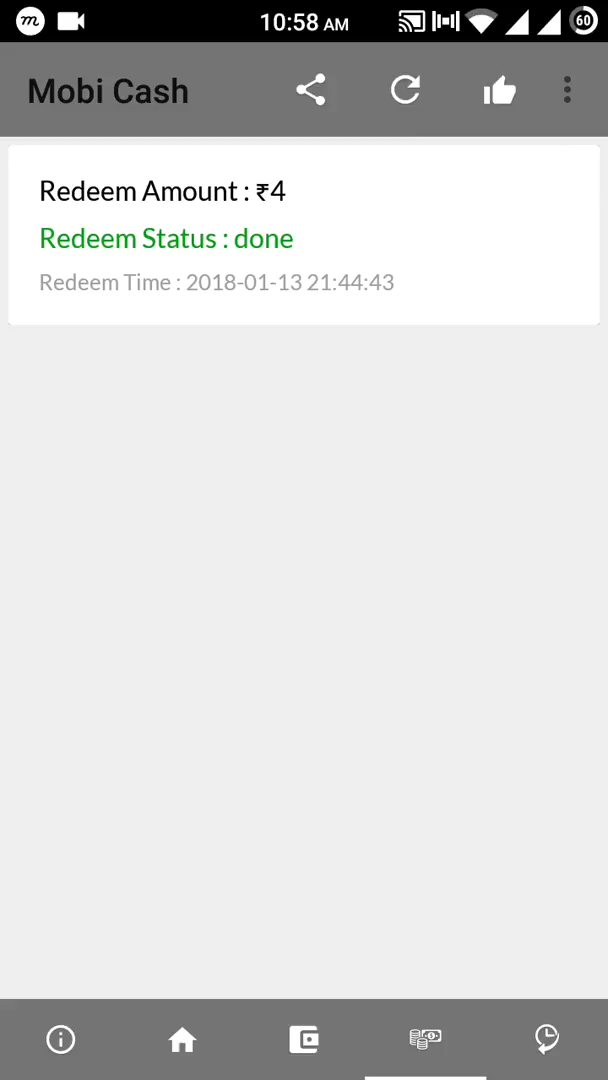 10:58 AM
60
Mobi Cash
Redeem Amount : ₹4
Redeem Status : done
Redeem Time : 2018-01-13 21:44:43